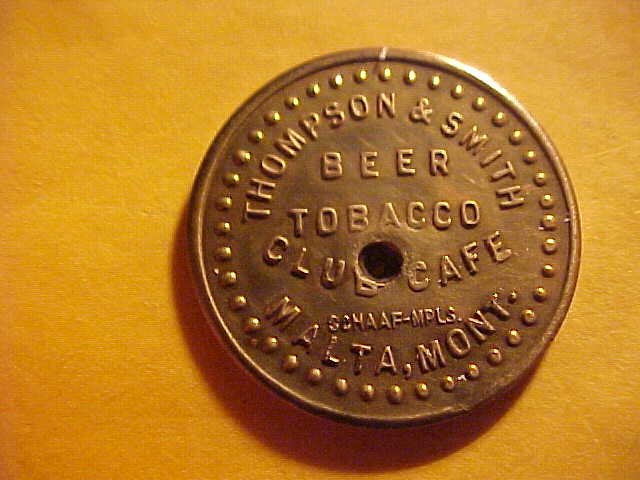 THOMPSON & SMITH
BEER
TOBACCO
CLUB CAFE
SCHAAF-MPLS.
MALTA, MONT.